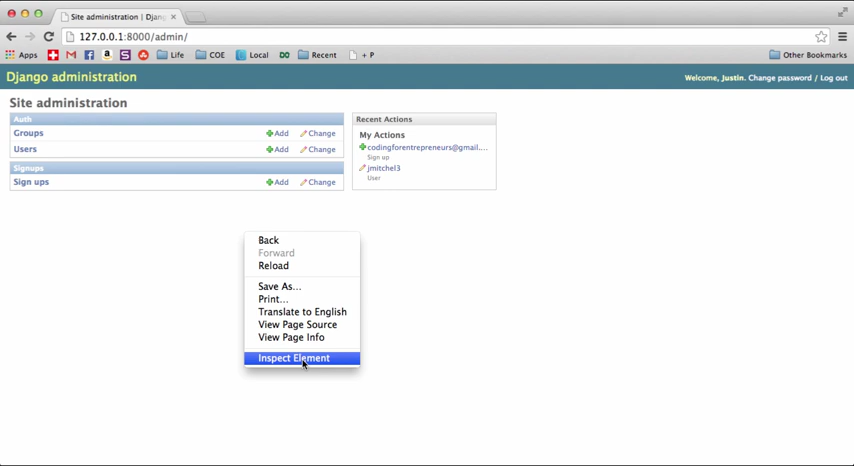 Site administration | Djang
127.0.0.1:8000/admin/
Apps Life COE Local Recent + P Other Bookmarks
Django administration
Welcome, Justin. Change password / Log out
Site administration
Auth
Groups Add Change
Users Add Change
Signups
Sign ups Add Change
Recent Actions
My Actions
codingforentrepreneurs@gmail....
Sign up
jmitchel3
User
Back
Forward
Reload
Save As...
Print...
Translate to English
View Page Source
View Page Info
Inspect Element